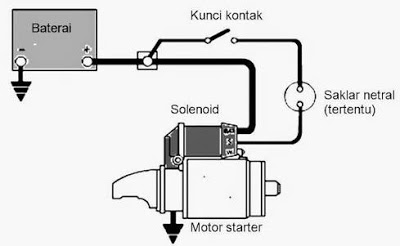 Kunci kontak
Baterai
- +
Saklar netral
(tertentu)
Solenoid
Motor starter